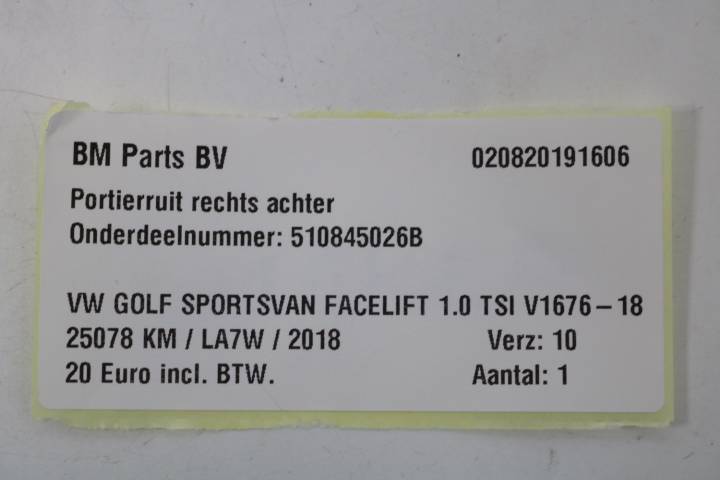 BM Parts BV 020820191606
Portierruit rechts achter
Onderdeelnummer: 510845026B
VW GOLF SPORTSVAN FACELIFT 1.0 TSI V1676-18
25078 KM / LA7W / 2018 Verz: 10
20 Euro incl. BTW. Aantal: 1